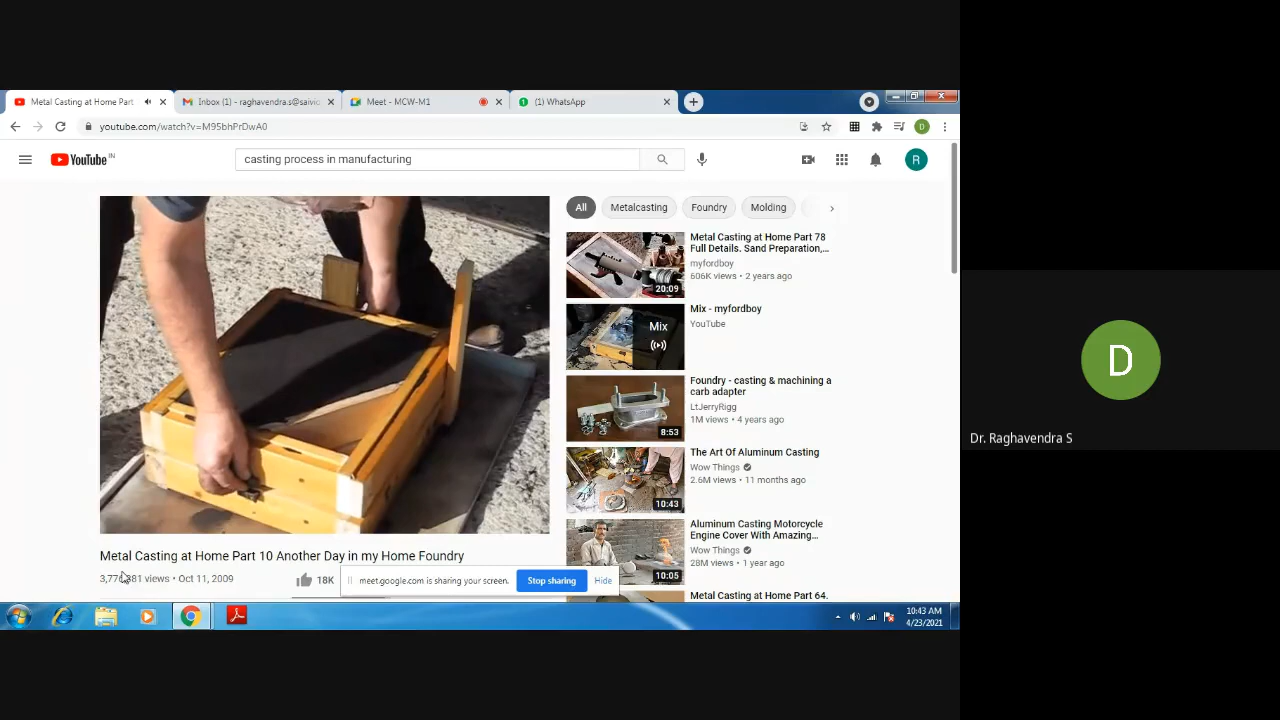 Metal Casting at Home Part
Inbox (1) - raghavendra.s@saivic
Meet - MCW-M1
(1) WhatsApp
youtube.com/watch?v=M95bhPrDwA0
D
YouTube IN
casting process in manufacturing
R
All
Metalcasting
Foundry
Molding
Metal Casting at Home Part 78
Full Details. Sand Preparation,...
myfordboy
606K views • 2 years ago
20:09
Mix - myfordboy
YouTube
Mix
Foundry - casting & machining a
carb adapter
LtJerryRigg
1M views • 4 years ago
8:53
The Art Of Aluminum Casting
Wow Things
2.6M views • 11 months ago
10:43
Aluminum Casting Motorcycle
Engine Cover With Amazing...
Wow Things
28M views • 1 year ago
10:05
Metal Casting at Home Part 64.
Metal Casting at Home Part 10 Another Day in my Home Foundry
views • Oct 11, 2009
18K
meet.google.com is sharing your screen.
Stop sharing
Hide
10:43 AM
4/23/2021
D
Dr. Raghavendra S